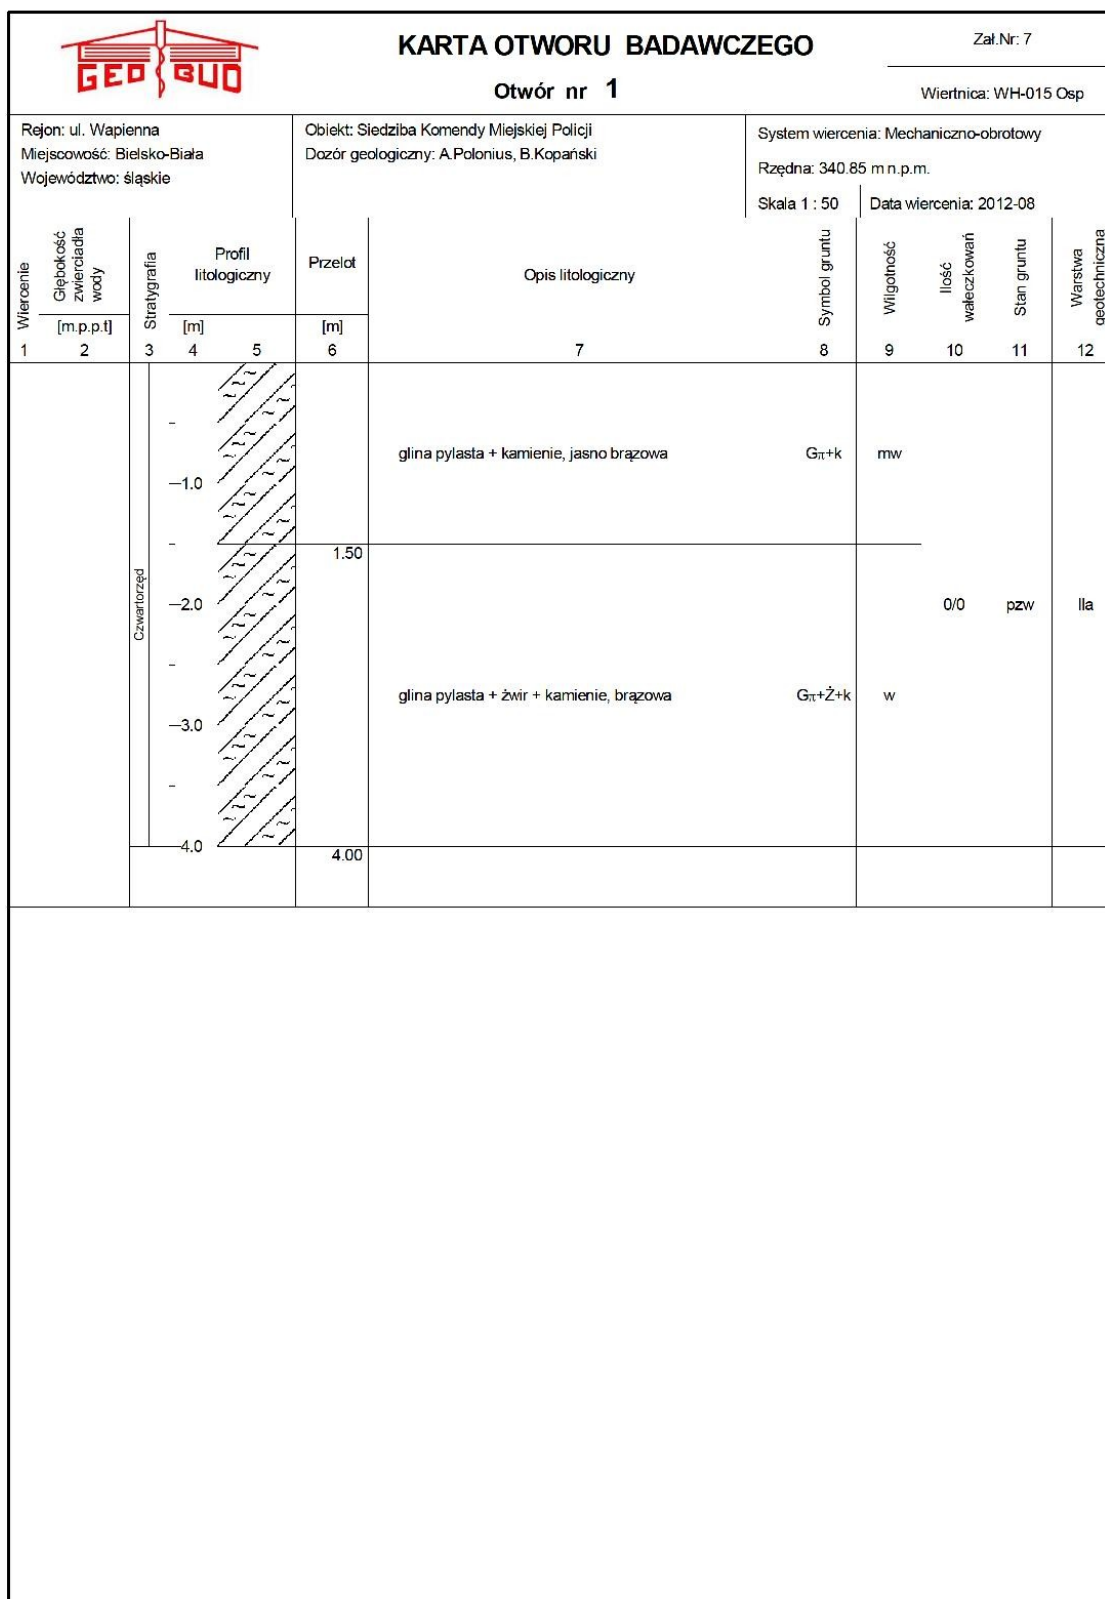 GEO BUD
KARTA OTWORU BADAWCZEGO
Otwór nr 1
Zał.Nr: 7
Wiertnica: WH-015 Osp
Rejon: ul. Wapienna
Miejscowość: Bielsko-Biała
Województwo: śląskie
Obiekt: Siedziba Komendy Miejskiej Policji
Dozór geologiczny: A.Polonius, B.Kopański
System wiercenia: Mechaniczno-obrotowy
Rzędna: 340.85 m n.p.m.
Skala 1 : 50
Data wiercenia: 2012-08
Wiercenie
Głębokość
zwierciadła
wody
[m.p.p.t]
Stratygrafia
Profil
litologiczny
[m]
Przelot
[m]
Opis litologiczny
Symbol gruntu
Wilgotność
Ilość
wałeczkowań
Stan gruntu
Warstwa
geotechniczna
1 2 3 4 5 6 7 8 9 10 11 12
glina pylasta + kamienie, jasno brązowa Gπ+k mw
1.0
1.50
Czwartorzęd
2.0
0/0 pzw IIa
glina pylasta + żwir + kamienie, brązowa Gπ+Ż+k w
3.0
4.0
4.00